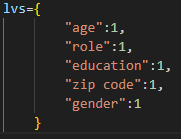 lvs={
"age":1,
"role":1,
"education":1,
"zip code":1,
"gender":1
}